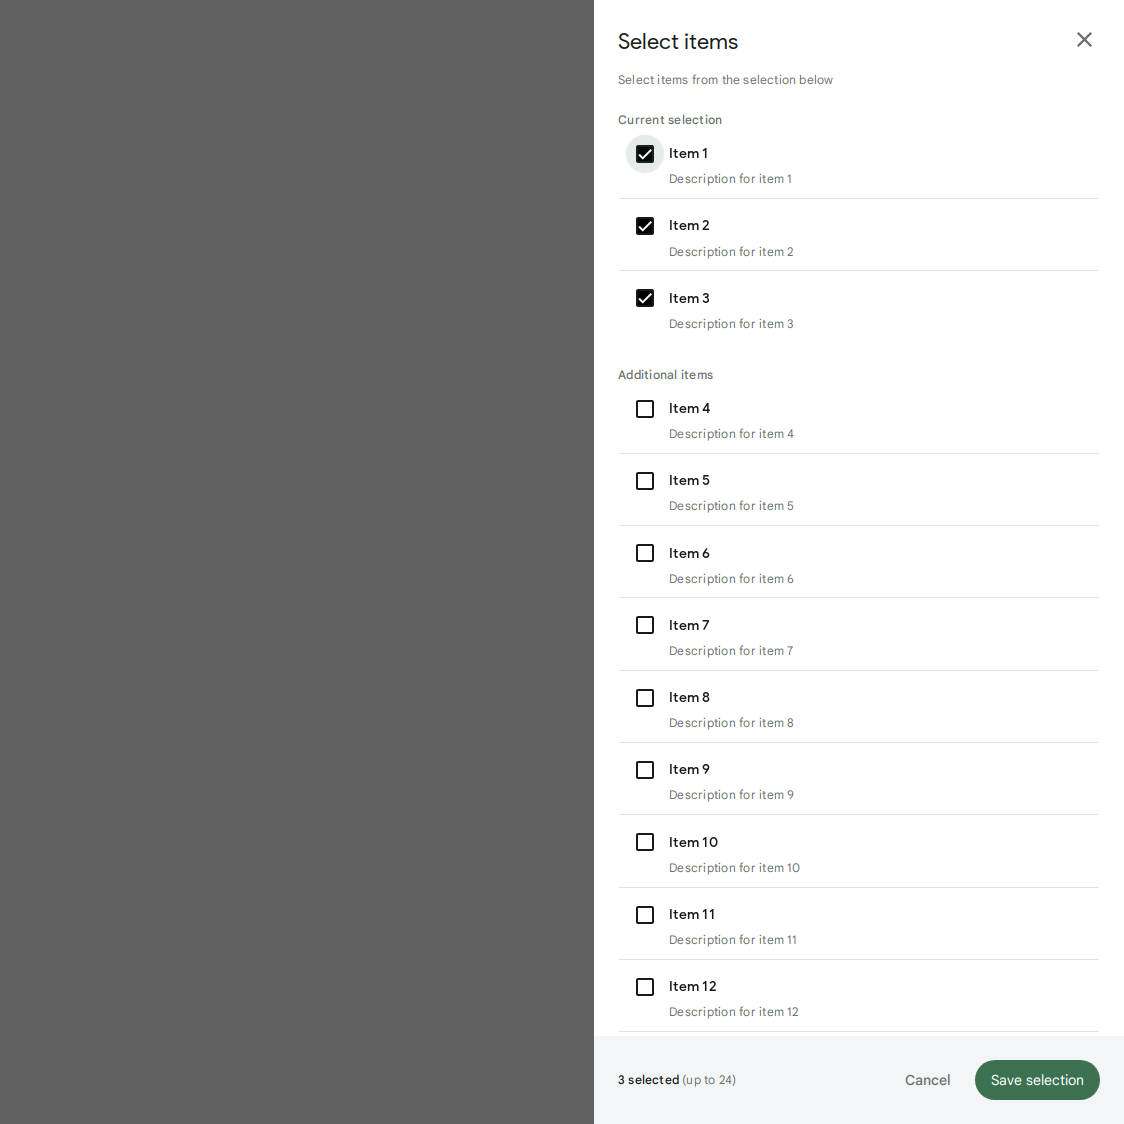 Select items
Select items from the selection below
Current selection
Item 1
Description for item 1
Item 2
Description for item 2
Item 3
Description for item 3
Additional items
Item 4
Description for item 4
Item 5
Description for item 5
Item 6
Description for item 6
Item 7
Description for item 7
Item 8
Description for item 8
Item 9
Description for item 9
Item 10
Description for item 10
Item 11
Description for item 11
Item 12
Description for item 12
3 selected (up to 24) Cancel Save selection